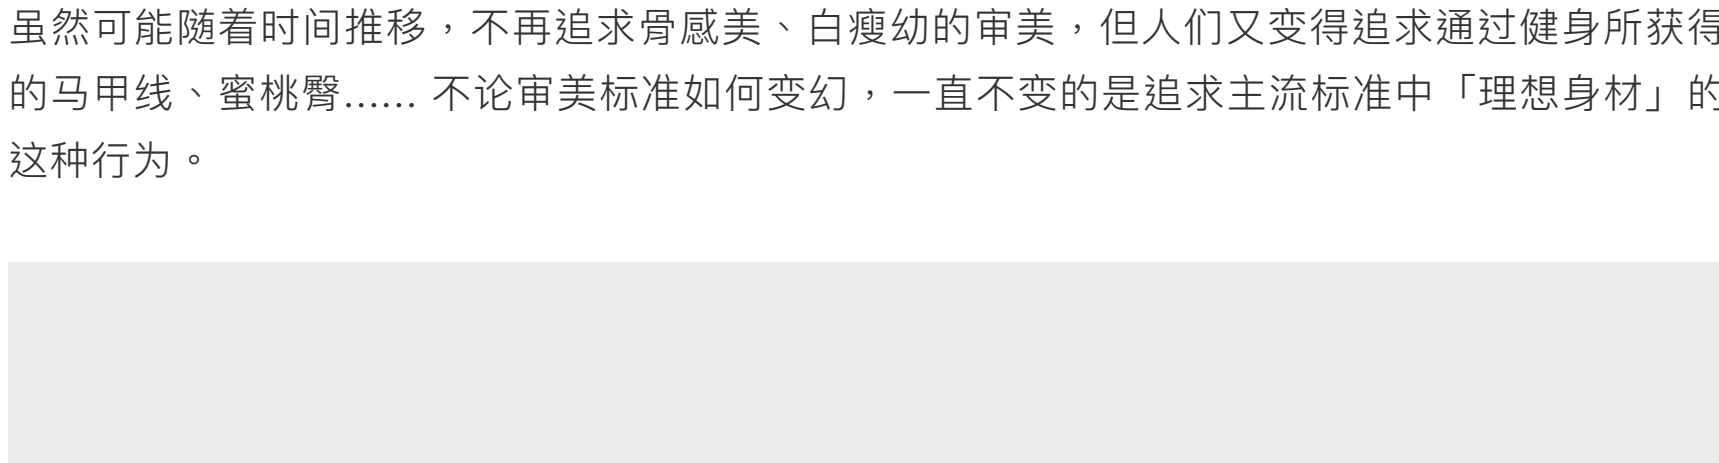 虽然可能随着时间推移，不再追求骨感美、白瘦幼的审美，但人们又变得追求通过健身所获得
的马甲线、蜜桃臀…… 不论审美标准如何变幻，一直不变的是追求主流标准中「理想身材」的
这种行为。